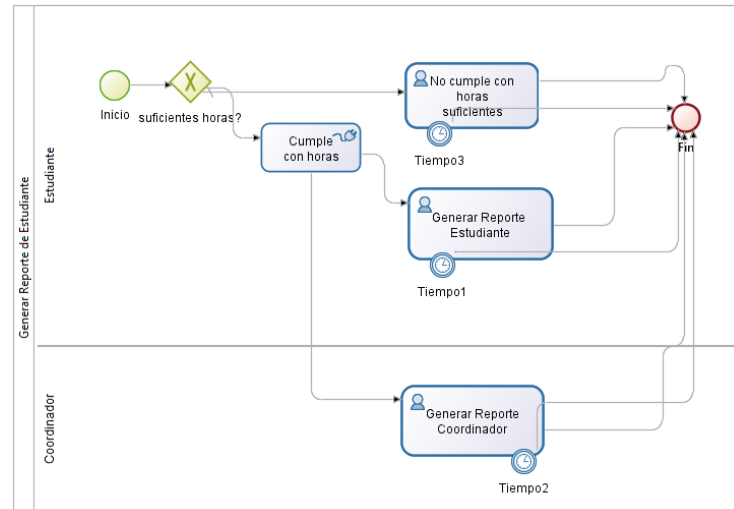 Generar Reporte de Estudiante
Estudiante
Inicio
suficientes horas?
Cumple
con horas
No cumple con
horas
suficientes
Tiempo3
Fin
Generar Reporte
Estudiante
Tiempo1
Coordinador
Generar Reporte
Coordinador
Tiempo2